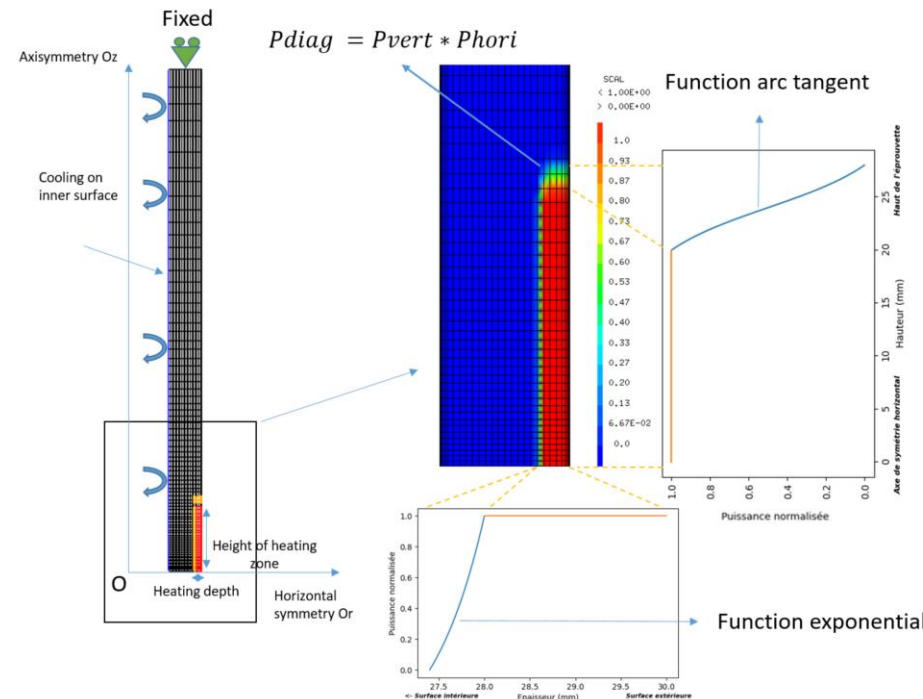 Fixed
Pdiag = Pvert * Phori
Axisymmetry Oz
Cooling on
inner surface
SCAL
< 1.00E+00
> 0.00E+00
1.0
0.93
0.87
0.80
0.73
0.67
0.60
0.53
0.47
0.40
0.33
0.27
0.20
0.13
6.67E-02
0.0
Function arc tangent
Haut de l'éprouvette
25
20
15
10
5
0
Hauteur (mm)
Axe de symétrie horizontal
1.0 0.8 0.6 0.4 0.2 0.0
Puissance normalisée
Height of heating
zone
O
Heating depth
Horizontal
symmetry Or
Puissance normalisée
1.0
0.8
0.6
0.4
0.2
0.0
27.5 28.0 28.5 29.0 29.5 30.0
<- Surface intérieure
Epaisseur (mm)
Surface extérieure
Function exponential